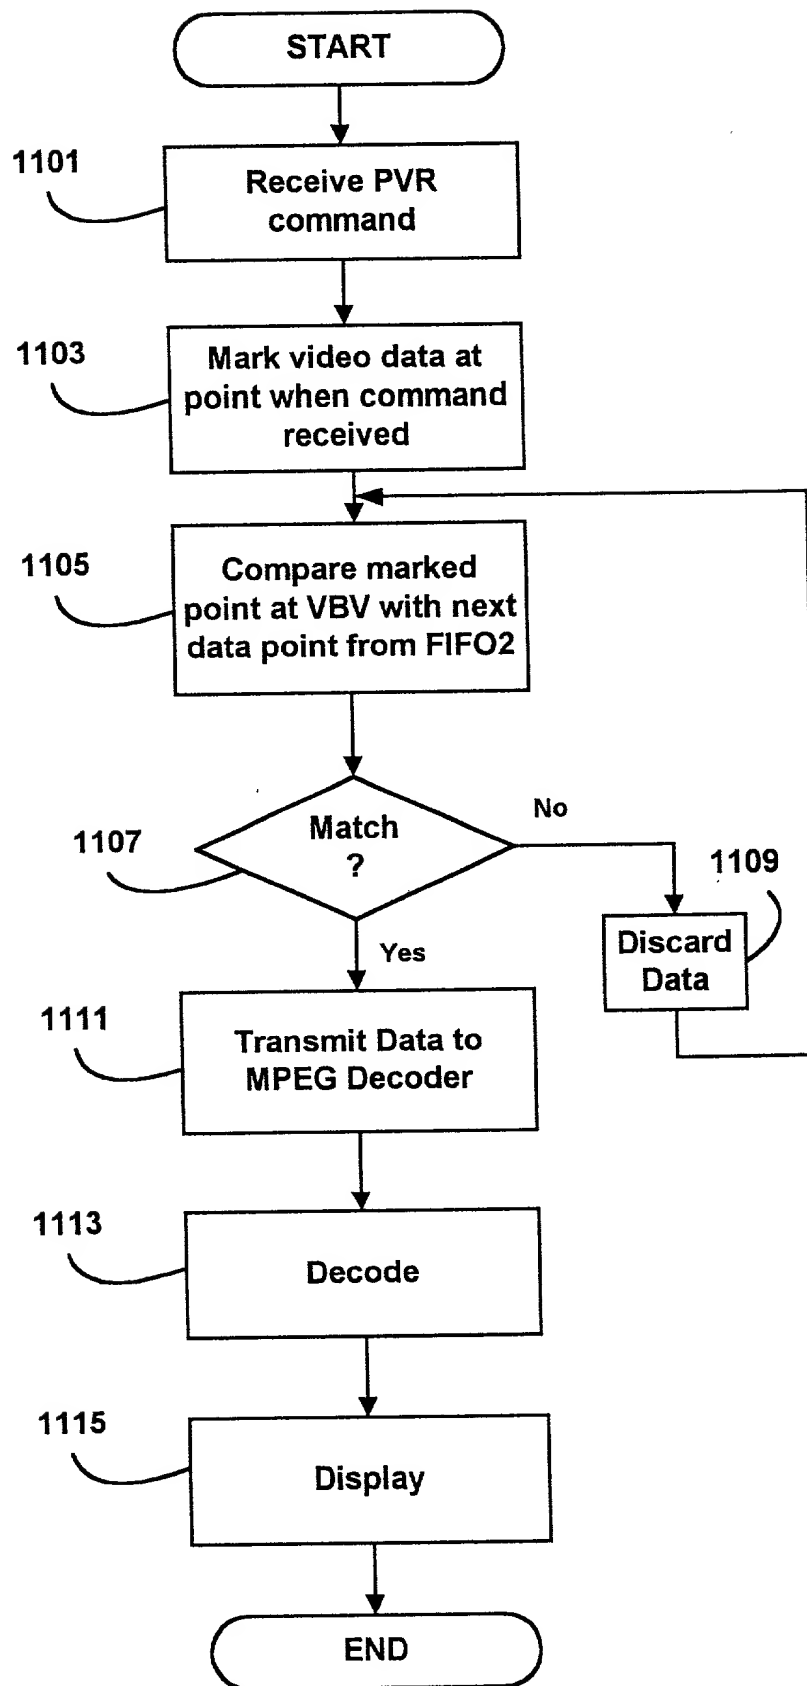 START
1101
Receive PVR
command
1103
Mark video data at
point when command
received
1105
Compare marked
point at VBV with next
data point from FIFO2
1107
Match
?
No
1109
Discard
Data
Yes
1111
Transmit Data to
MPEG Decoder
1113
Decode
1115
Display
END